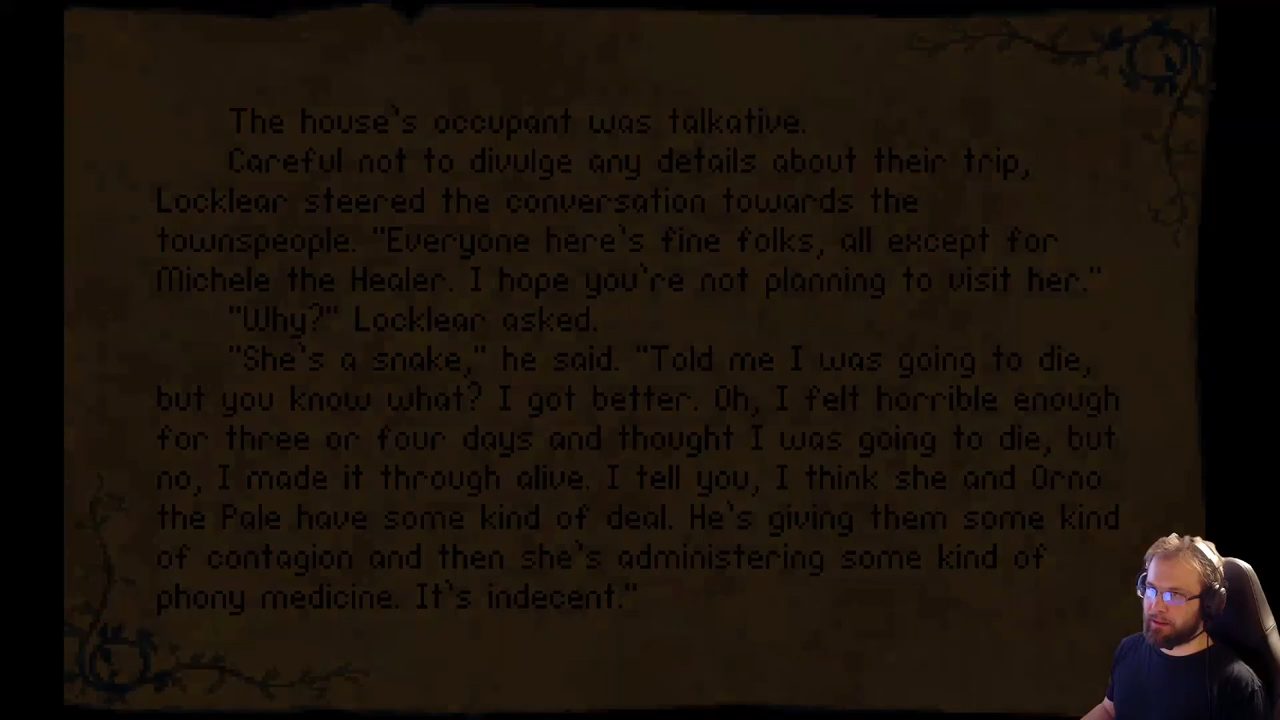 The house's occupant was talkative.
Careful not to divulge any details about their trip,
Locklear steered the conversation towards the
townspeople. "Everyone here's fine folks, all except for
Michele the Healer. I hope you're not planning to visit her."
"Why?" Locklear asked.
"She's a snake," he said. "Told me I was going to die,
but you know what? I got better. Oh, I felt horrible enough
for three or four days and thought I was going to die, but
no, I made it through alive. I tell you, I think she and Orno
the Pale have some kind of deal. He's giving them some kind
of contagion and then she's administering some kind of
phony medicine. It's indecent."